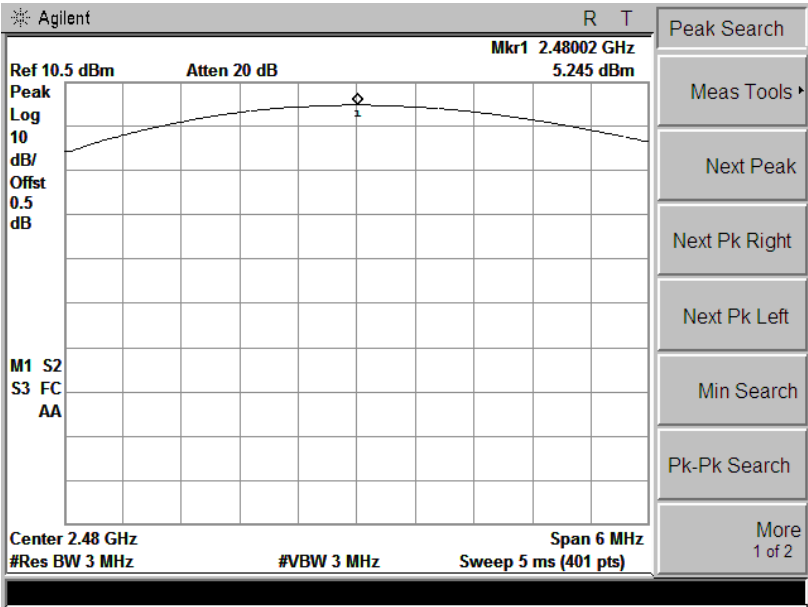 Agilent R T
Mkr1 2.48002 GHz
Ref 10.5 dBm Atten 20 dB 5.245 dBm
Peak
Log
10
dB/
Offst
0.5
dB
1
M1 S2
S3 FC
AA
Center 2.48 GHz Span 6 MHz
#Res BW 3 MHz #VBW 3 MHz Sweep 5 ms (401 pts)
Peak Search
Meas Tools
Next Peak
Next Pk Right
Next Pk Left
Min Search
Pk-Pk Search
More
1 of 2